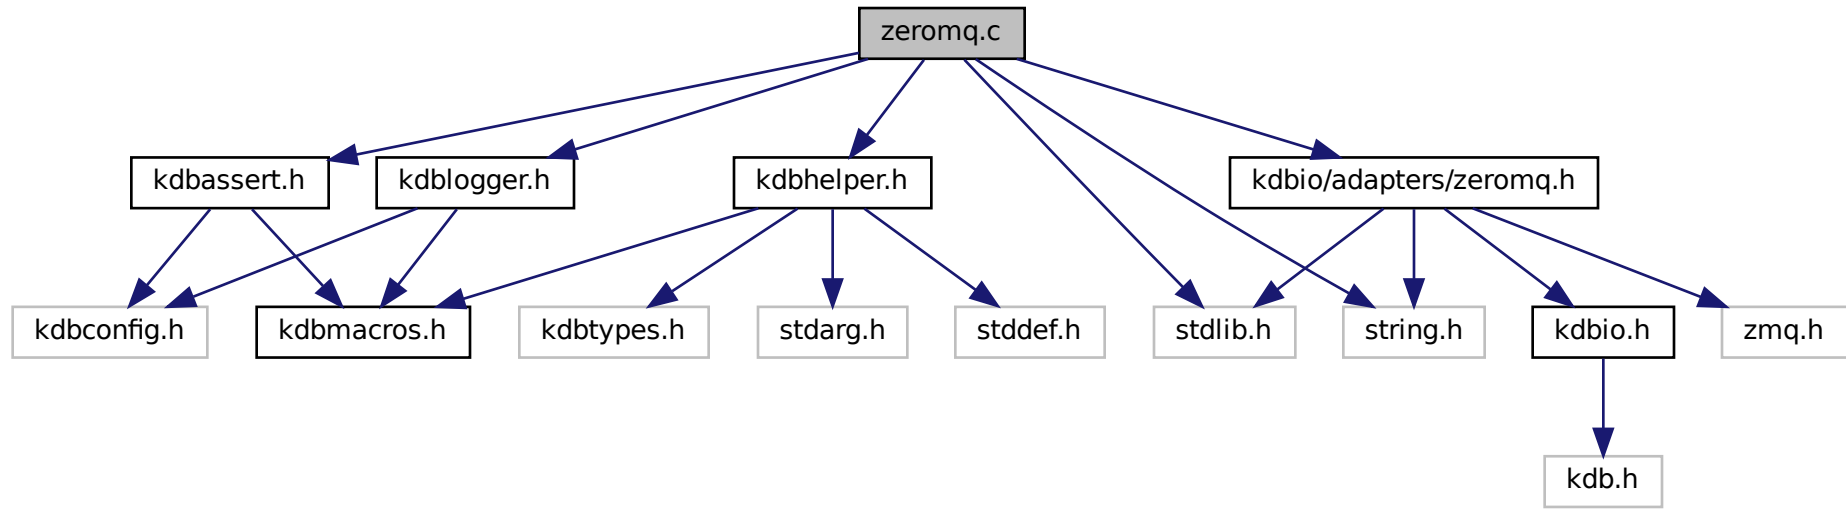 zeromq.c
kdbassert.h
kdblogger.h
kdbhelper.h
kdbio/adapters/zeromq.h
kdbconfig.h
kdbmacros.h
kdbtypes.h
stdarg.h
stddef.h
stdlib.h
string.h
kdbio.h
zmq.h
kdb.h